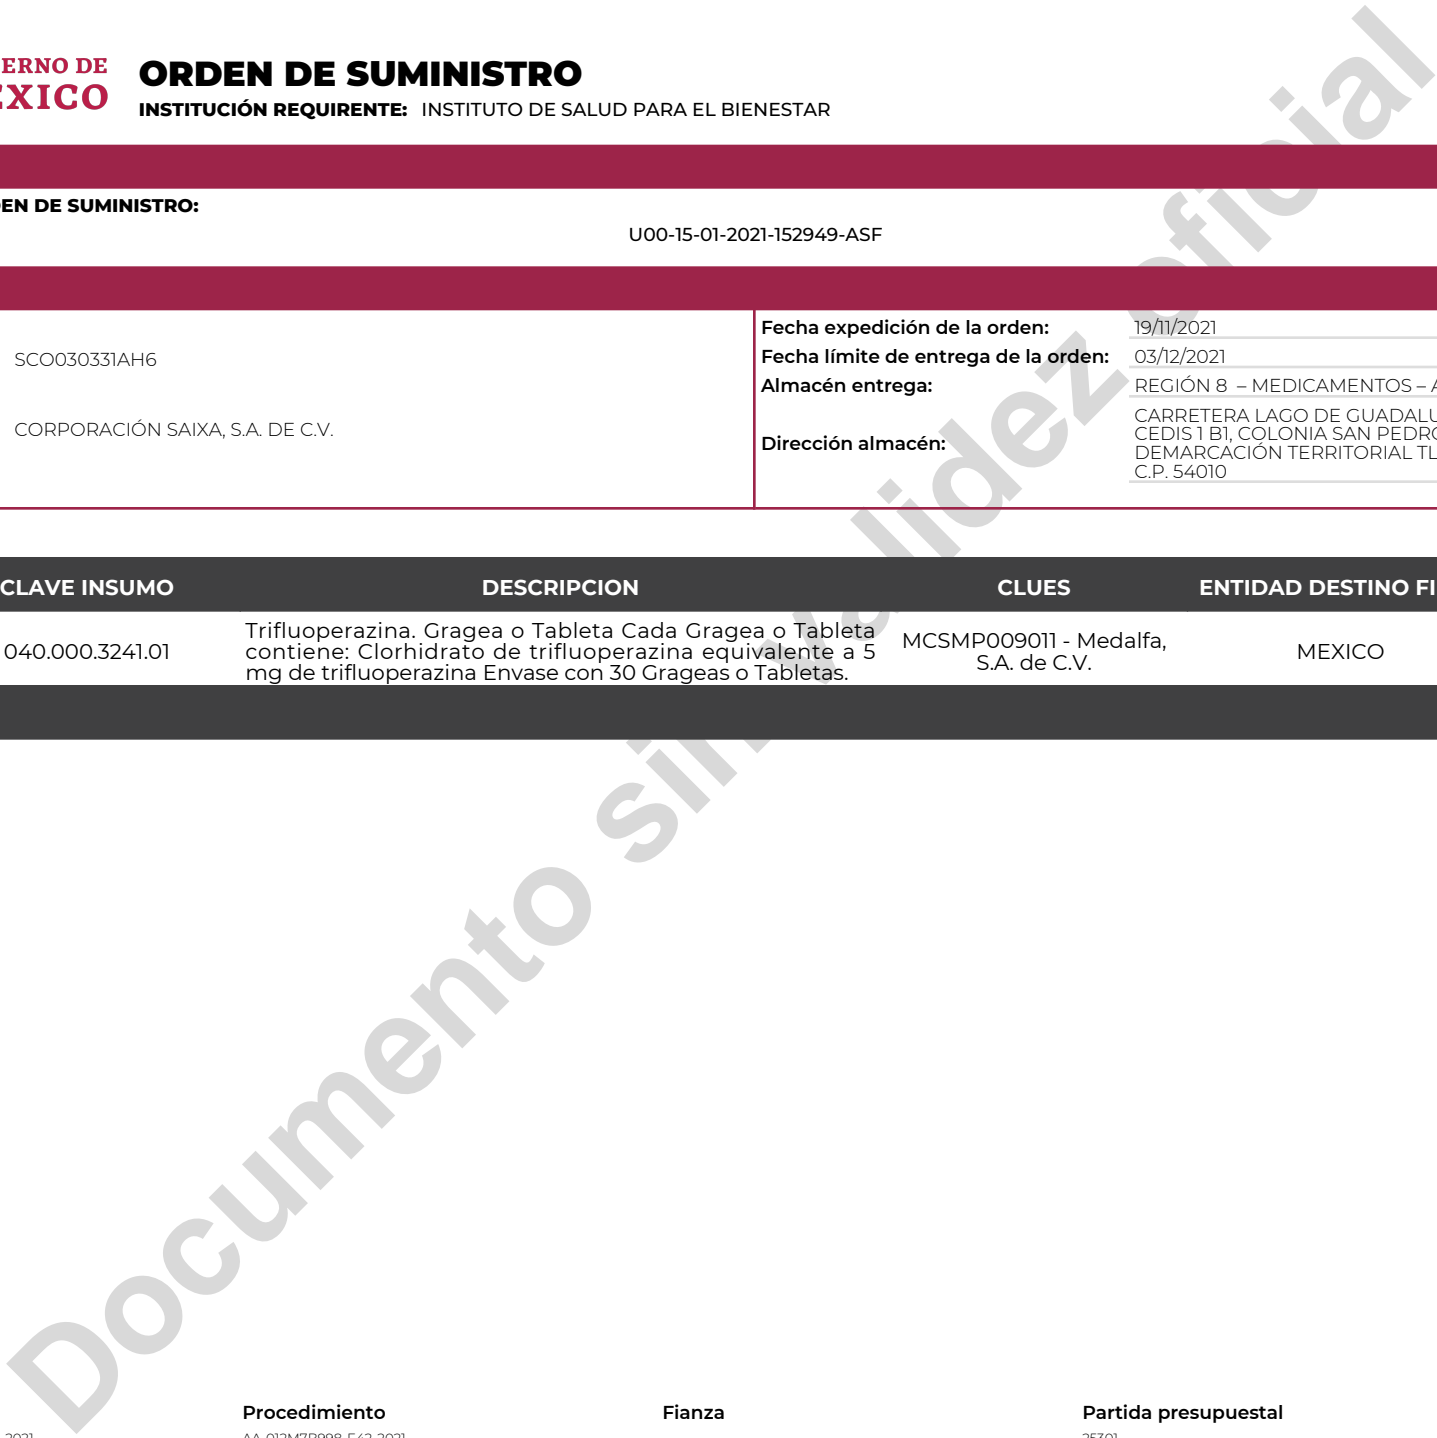 ERNO DE
EXICO
ORDEN DE SUMINISTRO
INSTITUCIÓN REQUIRENTE: INSTITUTO DE SALUD PARA EL BIENESTAR
EN DE SUMINISTRO:
U00-15-01-2021-152949-ASF
SCO030331AH6
CORPORACIÓN SAIXA, S.A. DE C.V.
Fecha expedición de la orden: 19/11/2021
Fecha límite de entrega de la orden: 03/12/2021
Almacén entrega: REGIÓN 8 – MEDICAMENTOS – A
Dirección almacén:
CARRETERA LAGO DE GUADALU
CEDIS 1 B1, COLONIA SAN PEDRO
DEMARCACIÓN TERRITORIAL TL
C.P. 54010
CLAVE INSUMO DESCRIPCION CLUES ENTIDAD DESTINO FI
040.000.3241.01
Trifluoperazina. Gragea o Tableta Cada Gragea o Tableta
contiene: Clorhidrato de trifluoperazina equivalente a 5
mg de trifluoperazina Envase con 30 Grageas o Tabletas.
MCSMP009011 - Medalfa,
S.A. de C.V.
MEXICO
Documento sin validez oficial
Procedimiento Fianza Partida presupuestal